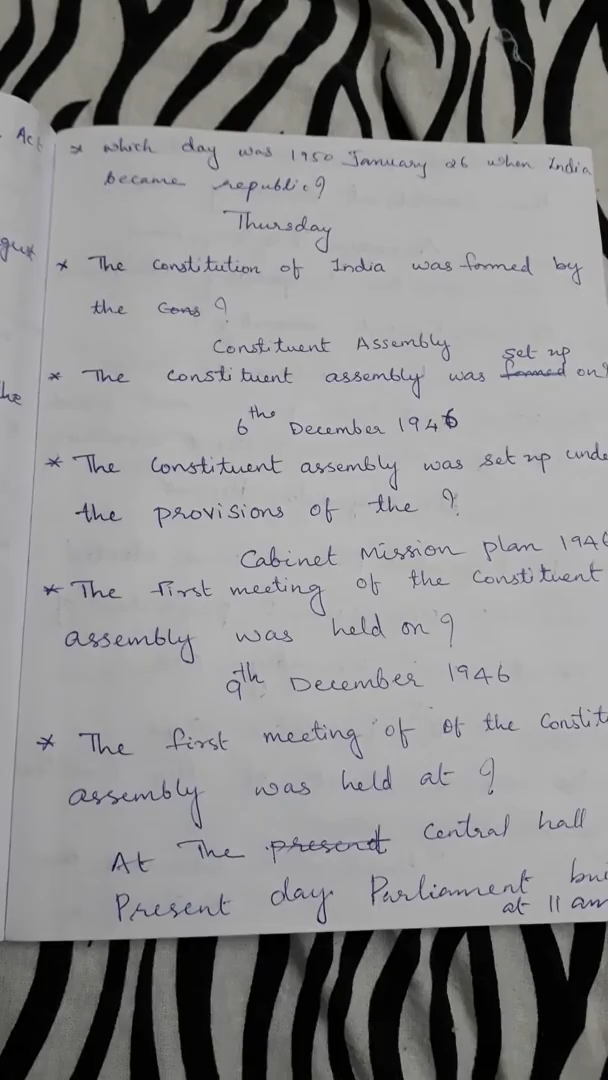 Act
* which day was 1950 January 26 when India
became republic?
Thursday
* The constitution of India was formed by
the Cons ?
Constituent Assembly
set up
* The constituent assembly was formed on?
6th December 1946
* The constituent assembly was set up unde
the provisions of the ?
Cabinet Mission plan 194
* The First meeting of the Constituent
assembly was held on ?
9th December 1946
* The first meeting of of the Constit
assembly was held at ?
At The present Central hall
Present day Parliament bui
at 11 am
he